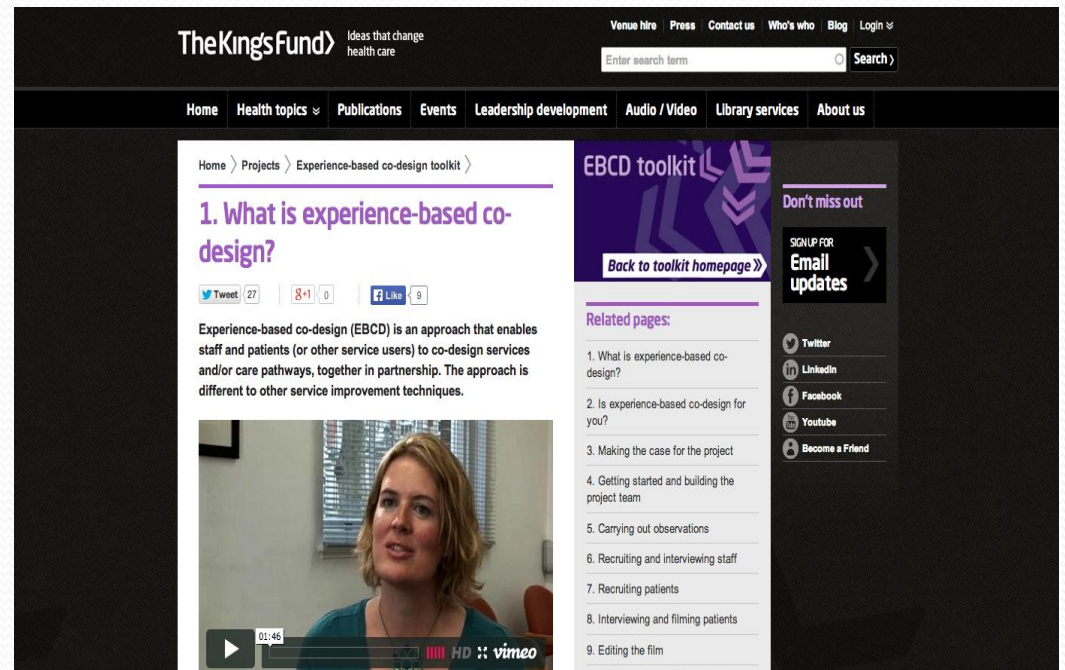 The King's Fund>
Ideas that change
health care
Venue hire Press Contact us Who's who Blog Login
Enter search term
Search
Home Health topics Publications Events Leadership development Audio / Video Library services About us
Home Projects Experience-based co-design toolkit
1. What is experience-based co-
design?
Tweet 27 g+1 0 Like 9
Experience-based co-design (EBCD) is an approach that enables
staff and patients (or other service users) to co-design services
and/or care pathways, together in partnership. The approach is
different to other service improvement techniques.
01:46
HD vimeo
EBCD toolkit
Back to toolkit homepage
Related pages:
1. What is experience-based co-
design?
2. Is experience-based co-design for
you?
3. Making the case for the project
4. Getting started and building the
project team
5. Carrying out observations
6. Recruiting and interviewing staff
7. Recruiting patients
8. Interviewing and filming patients
9. Editing the film
Don't miss out
SIGN UP FOR
Email
updates
Twitter
in LinkedIn
f Facebook
You Tube Youtube
Become a Friend